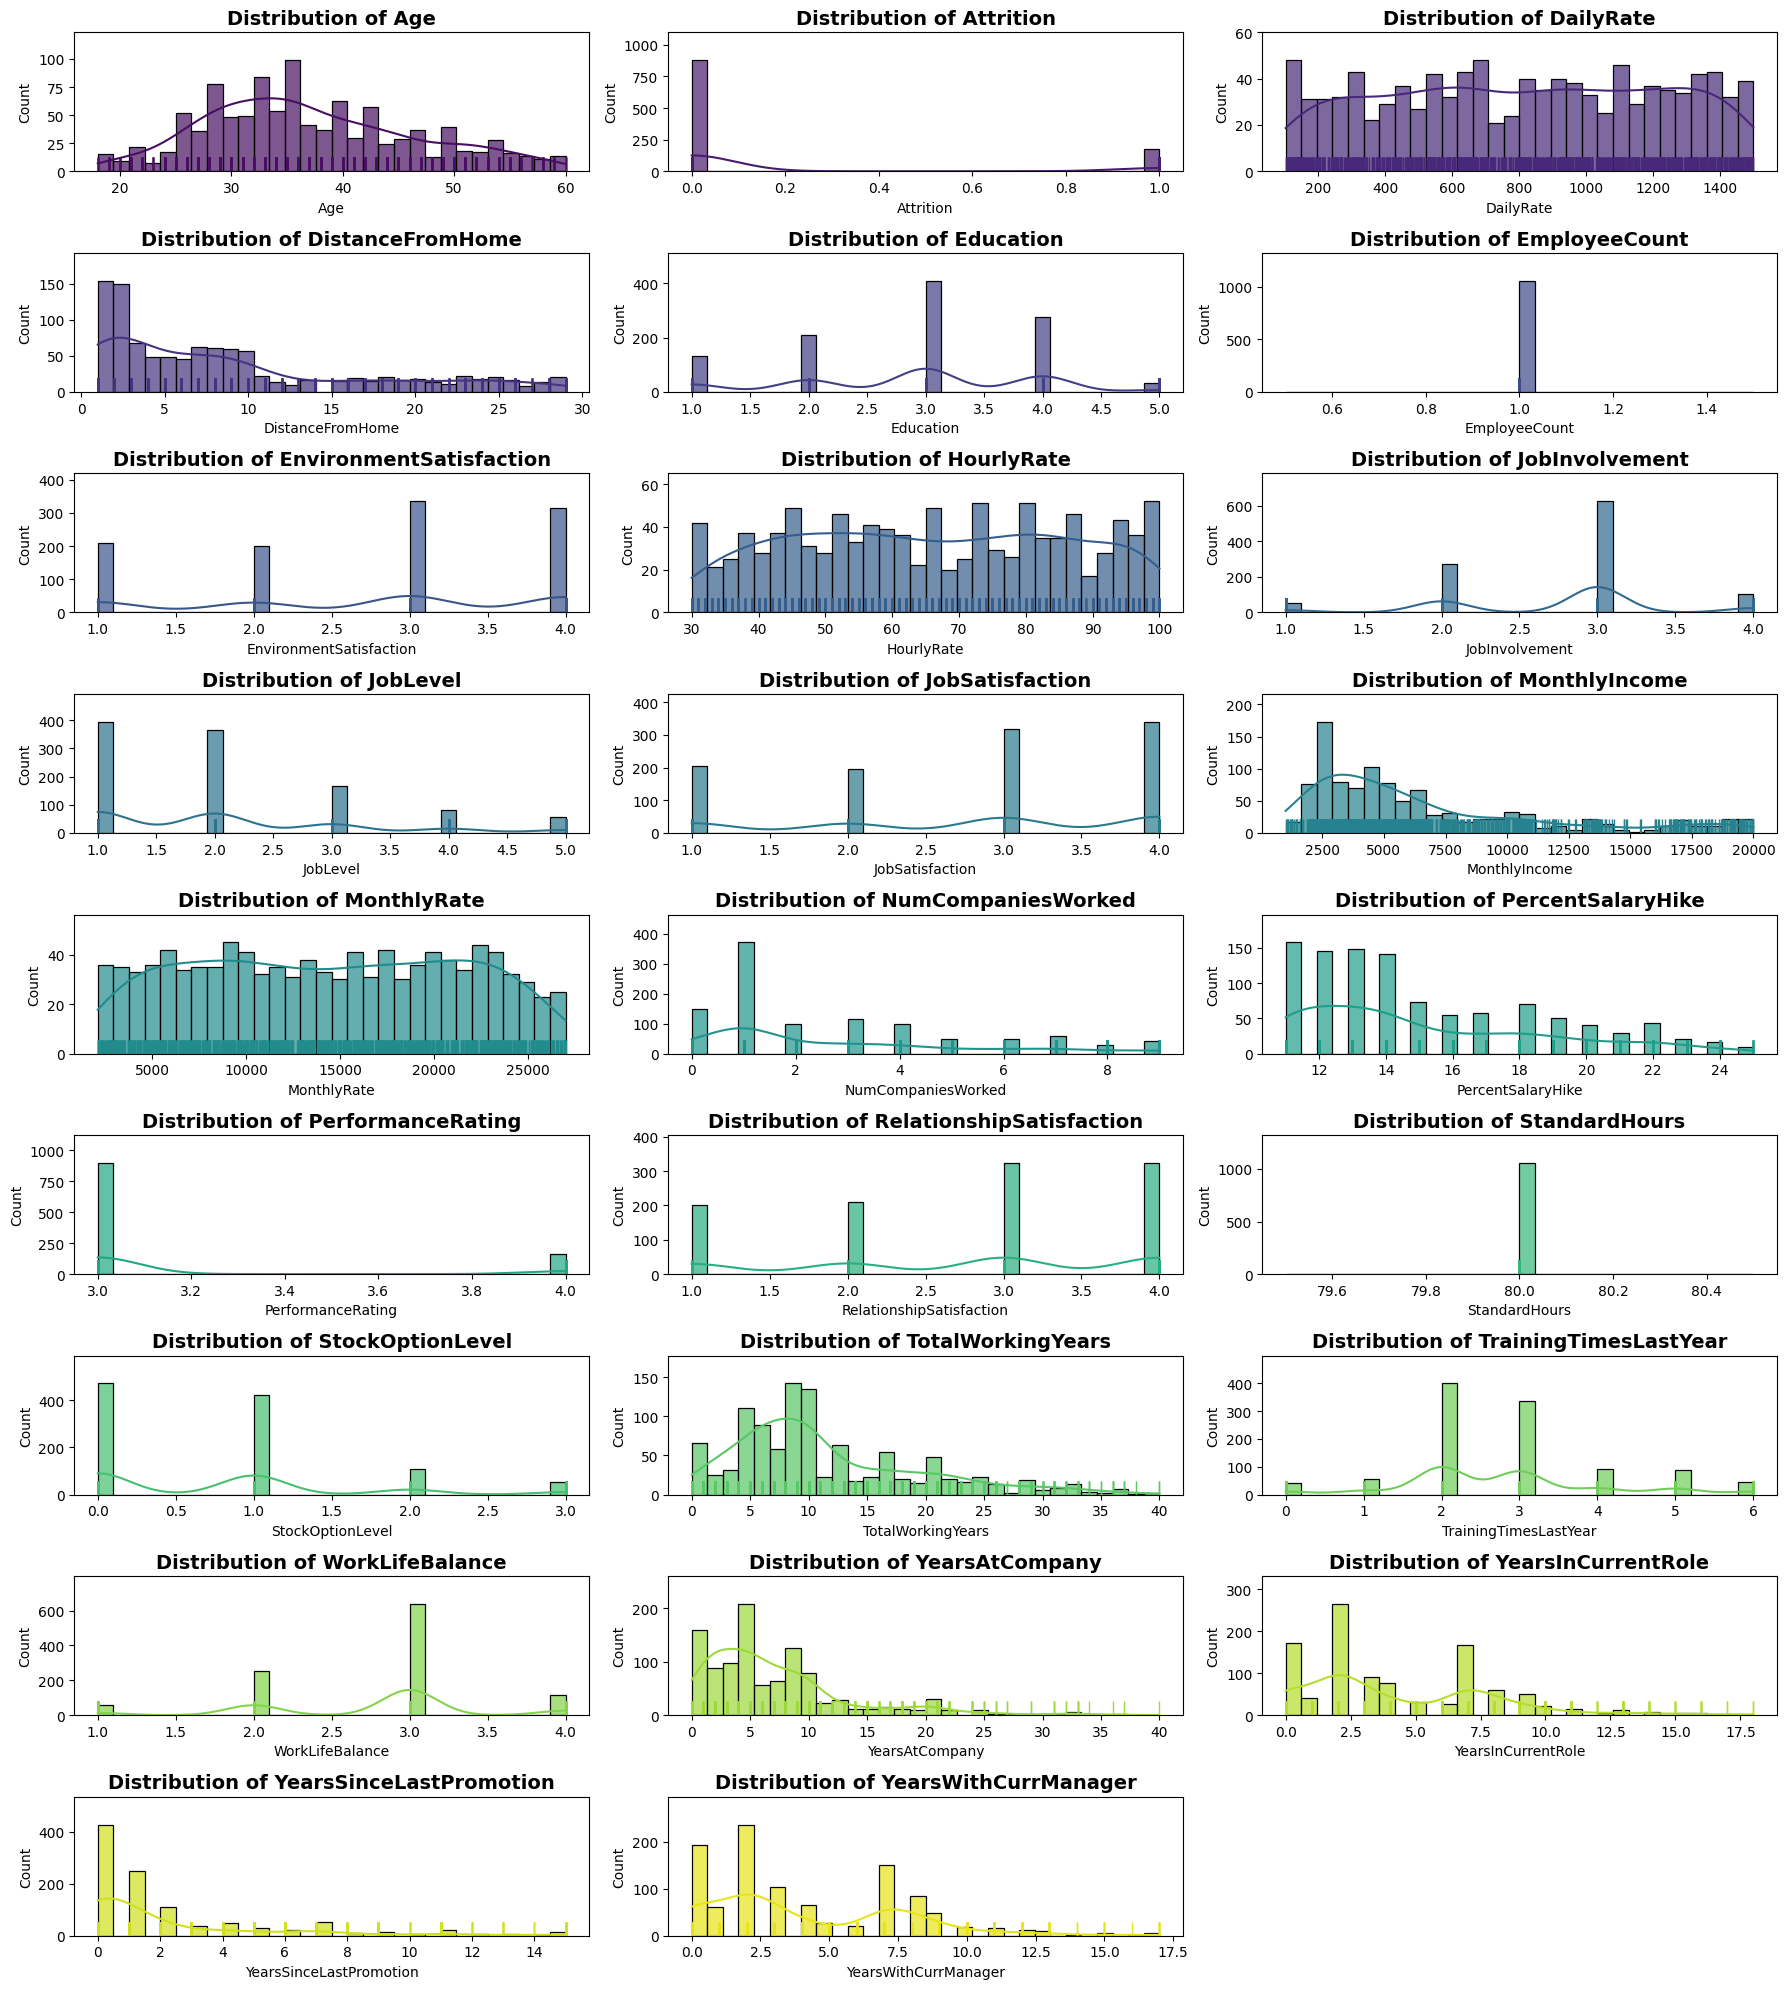 Distribution of Age
Count
100
75
50
25
0
20 30 40 50 60
Age
Distribution of Attrition
Count
1000
750
500
250
0
0.0 0.2 0.4 0.6 0.8 1.0
Attrition
Distribution of DailyRate
Count
60
40
20
0
200 400 600 800 1000 1200 1400
DailyRate
Distribution of DistanceFromHome
Count
150
100
50
0
0 5 10 15 20 25 30
DistanceFromHome
Distribution of Education
Count
400
200
0
1.0 1.5 2.0 2.5 3.0 3.5 4.0 4.5 5.0
Education
Distribution of EmployeeCount
Count
1000
500
0
0.6 0.8 1.0 1.2 1.4
EmployeeCount
Distribution of EnvironmentSatisfaction
Count
400
300
200
100
0
1.0 1.5 2.0 2.5 3.0 3.5 4.0
EnvironmentSatisfaction
Distribution of HourlyRate
Count
60
40
20
0
30 40 50 60 70 80 90 100
HourlyRate
Distribution of JobInvolvement
Count
600
400
200
0
1.0 1.5 2.0 2.5 3.0 3.5 4.0
JobInvolvement
Distribution of JobLevel
Count
400
300
200
100
0
1.0 1.5 2.0 2.5 3.0 3.5 4.0 4.5 5.0
JobLevel
Distribution of JobSatisfaction
Count
400
300
200
100
0
1.0 1.5 2.0 2.5 3.0 3.5 4.0
JobSatisfaction
Distribution of MonthlyIncome
Count
200
150
100
50
0
2500 5000 7500 10000 12500 15000 17500 20000
MonthlyIncome
Distribution of MonthlyRate
Count
40
20
0
5000 10000 15000 20000 25000
MonthlyRate
Distribution of NumCompaniesWorked
Count
400
300
200
100
0
0 2 4 6 8
NumCompaniesWorked
Distribution of PercentSalaryHike
Count
150
100
50
0
12 14 16 18 20 22 24
PercentSalaryHike
Distribution of PerformanceRating
Count
1000
750
500
250
0
3.0 3.2 3.4 3.6 3.8 4.0
PerformanceRating
Distribution of RelationshipSatisfaction
Count
400
300
200
100
0
1.0 1.5 2.0 2.5 3.0 3.5 4.0
RelationshipSatisfaction
Distribution of StandardHours
Count
1000
500
0
79.6 79.8 80.0 80.2 80.4
StandardHours
Distribution of StockOptionLevel
Count
400
200
0
0.0 0.5 1.0 1.5 2.0 2.5 3.0
StockOptionLevel
Distribution of TotalWorkingYears
Count
150
100
50
0
0 5 10 15 20 25 30 35 40
TotalWorkingYears
Distribution of TrainingTimesLastYear
Count
400
300
200
100
0
0 1 2 3 4 5 6
TrainingTimesLastYear
Distribution of WorkLifeBalance
Count
600
400
200
0
1.0 1.5 2.0 2.5 3.0 3.5 4.0
WorkLifeBalance
Distribution of YearsAtCompany
Count
200
100
0
0 5 10 15 20 25 30 35 40
YearsAtCompany
Distribution of YearsInCurrentRole
Count
300
200
100
0
0.0 2.5 5.0 7.5 10.0 12.5 15.0 17.5
YearsInCurrentRole
Distribution of YearsSinceLastPromotion
Count
400
200
0
0 2 4 6 8 10 12 14
YearsSinceLastPromotion
Distribution of YearsWithCurrManager
Count
200
100
0
0.0 2.5 5.0 7.5 10.0 12.5 15.0 17.5
YearsWithCurrManager